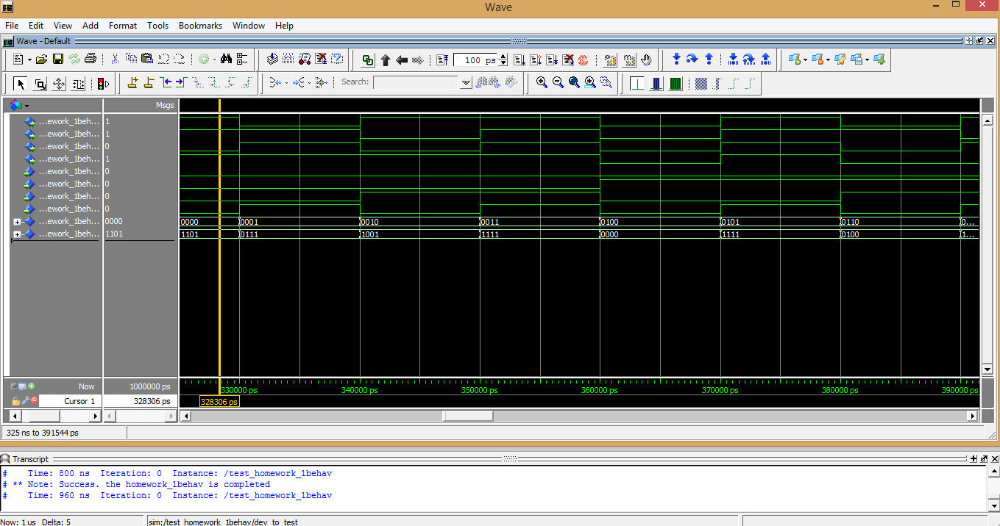 Wave
File Edit View Add Format Tools Bookmarks Window Help
Wave - Default
100 ps
Search:
Msgs
...ework_1beh... 1
...ework_1beh... 1
...ework_1beh... 0
...ework_1beh... 1
...ework_1beh... 0
...ework_1beh... 0
...ework_1beh... 0
...ework_1beh... 0
...ework_1beh... 0000 0000 0001 0010 0011 0100 0101 0110 0...
...ework_1beh... 1101 1101 0111 1001 1111 0000 1111 0100 1...
Now 1000000 ps 330000 ps 340000 ps 350000 ps 360000 ps 370000 ps 380000 ps 390000 ps
Cursor 1 328306 ps 328306 ps
325 ns to 391544 ps
Transcript
# Time: 800 ns Iteration: 0 Instance: /test_homework_1behav
# ** Note: Success. the homework_1behav is completed
# Time: 960 ns Iteration: 0 Instance: /test_homework_1behav
Now: 1 us Delta: 5 sim:/test_homework_1behav/dev_to_test